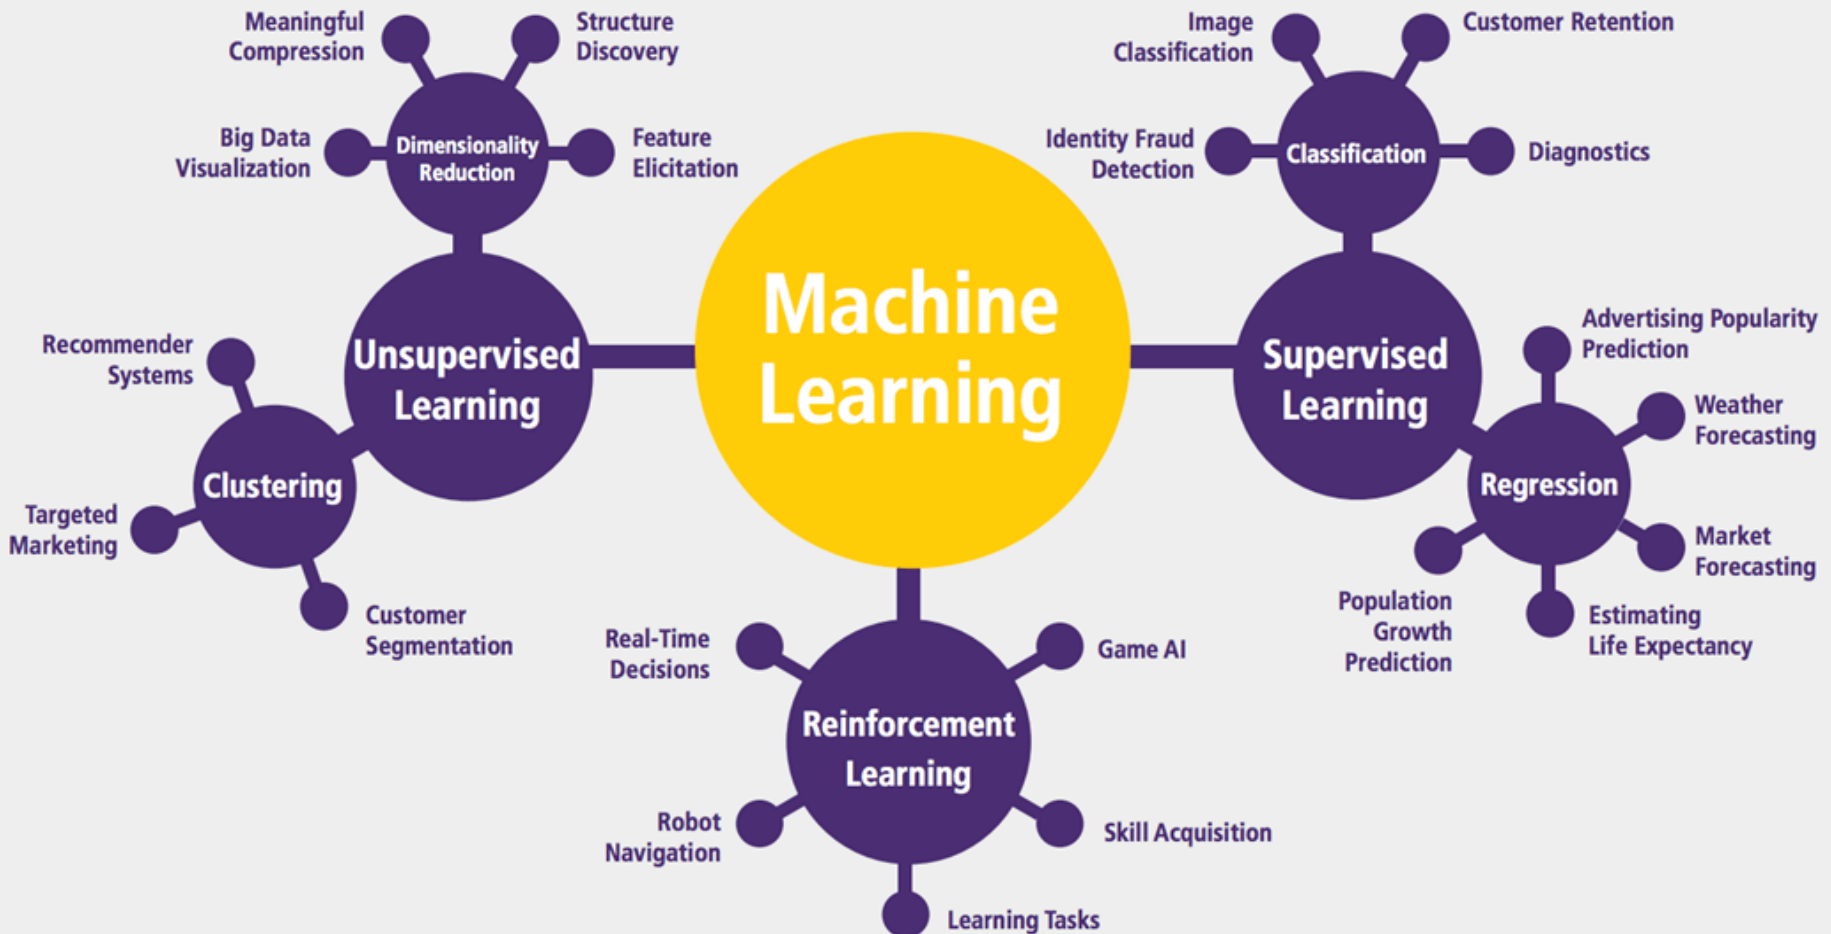 Meaningful
Compression
Structure
Discovery
Big Data
Visualization
Dimensionality
Reduction
Feature
Elicitation
Unsupervised
Learning
Recommender
Systems
Clustering
Targeted
Marketing
Customer
Segmentation
Machine
Learning
Image
Classification
Customer Retention
Identity Fraud
Detection
Classification
Diagnostics
Supervised
Learning
Advertising Popularity
Prediction
Weather
Forecasting
Regression
Market
Forecasting
Population
Growth
Prediction
Estimating
Life Expectancy
Real-Time
Decisions
Game AI
Reinforcement
Learning
Robot
Navigation
Skill Acquisition
Learning Tasks